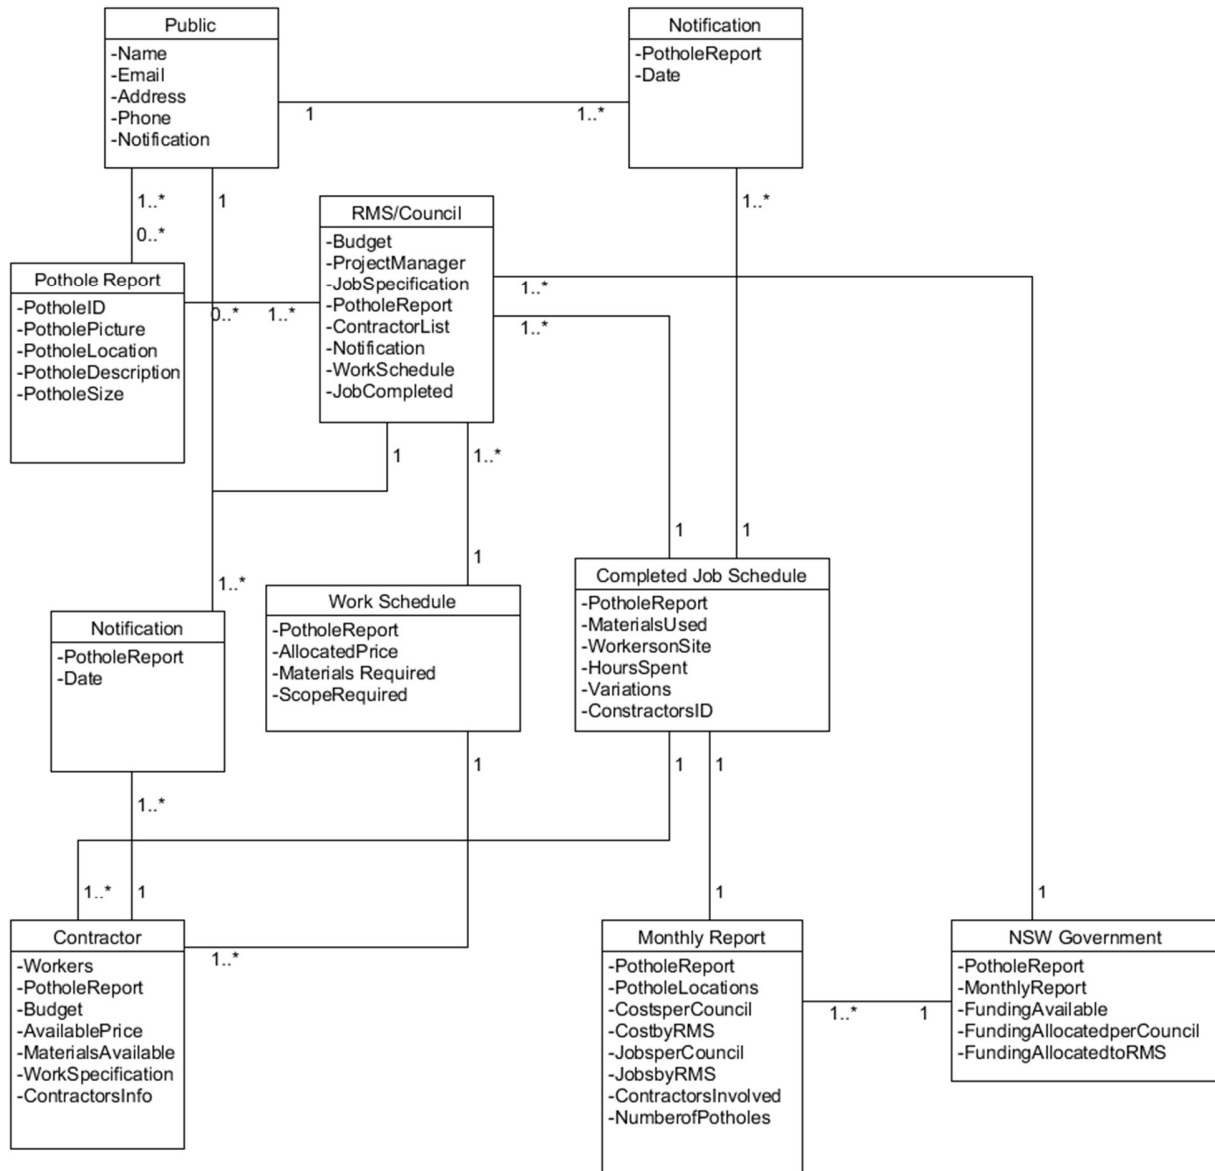 Public
-Name
-Email
-Address
-Phone
-Notification
Notification
-PotholeReport
-Date
1
1..*
1..*
1
1..*
0..*
RMS/Council
-Budget
-ProjectManager
-JobSpecification
-PotholeReport
-ContractorList
-Notification
-WorkSchedule
-JobCompleted
Pothole Report
-PotholeID
-PotholePicture
-PotholeLocation
-PotholeDescription
-PotholeSize
0..*
1..*
1..*
1..*
1
1..*
1
1
1
1..*
Notification
-PotholeReport
-Date
Work Schedule
-PotholeReport
-AllocatedPrice
-Materials Required
-ScopeRequired
Completed Job Schedule
-PotholeReport
-MaterialsUsed
-WorkersonSite
-HoursSpent
-Variations
-ConstractorsID
1..*
1
1
1
1..*
1
1
1
1..*
Contractor
-Workers
-PotholeReport
-Budget
-AvailablePrice
-MaterialsAvailable
-WorkSpecification
-ContractorsInfo
Monthly Report
-PotholeReport
-PotholeLocations
-CostsperCouncil
-CostbyRMS
-JobsperCouncil
-JobsbyRMS
-ContractorsInvolved
-NumberofPotholes
1..*
1
NSW Government
-PotholeReport
-MonthlyReport
-FundingAvailable
-FundingAllocatedperCouncil
-FundingAllocatedtoRMS